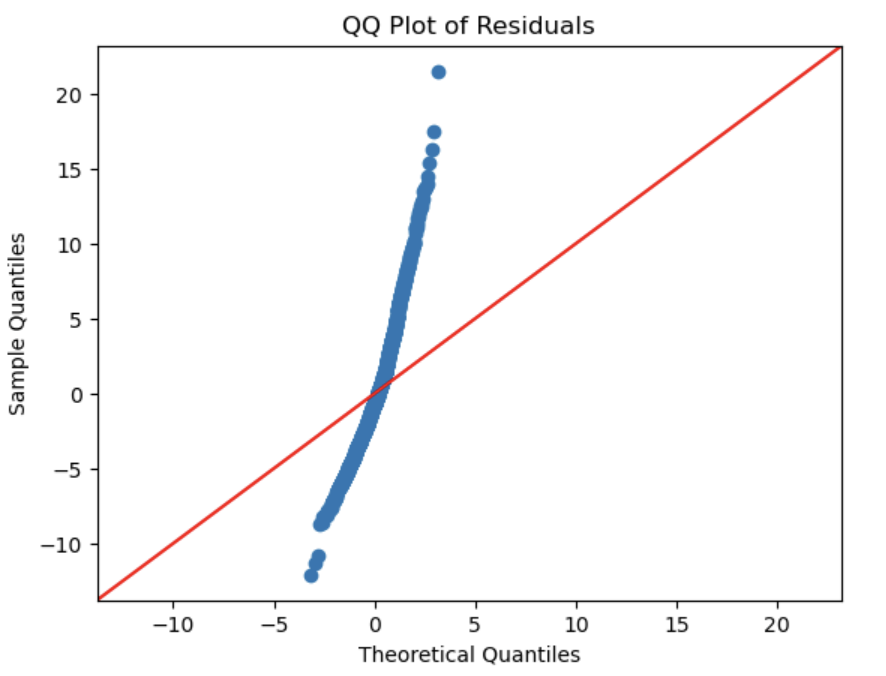 QQ Plot of Residuals
20
15
10
5
0
−5
−10
Sample Quantiles
−10 −5 0 5 10 15 20
Theoretical Quantiles